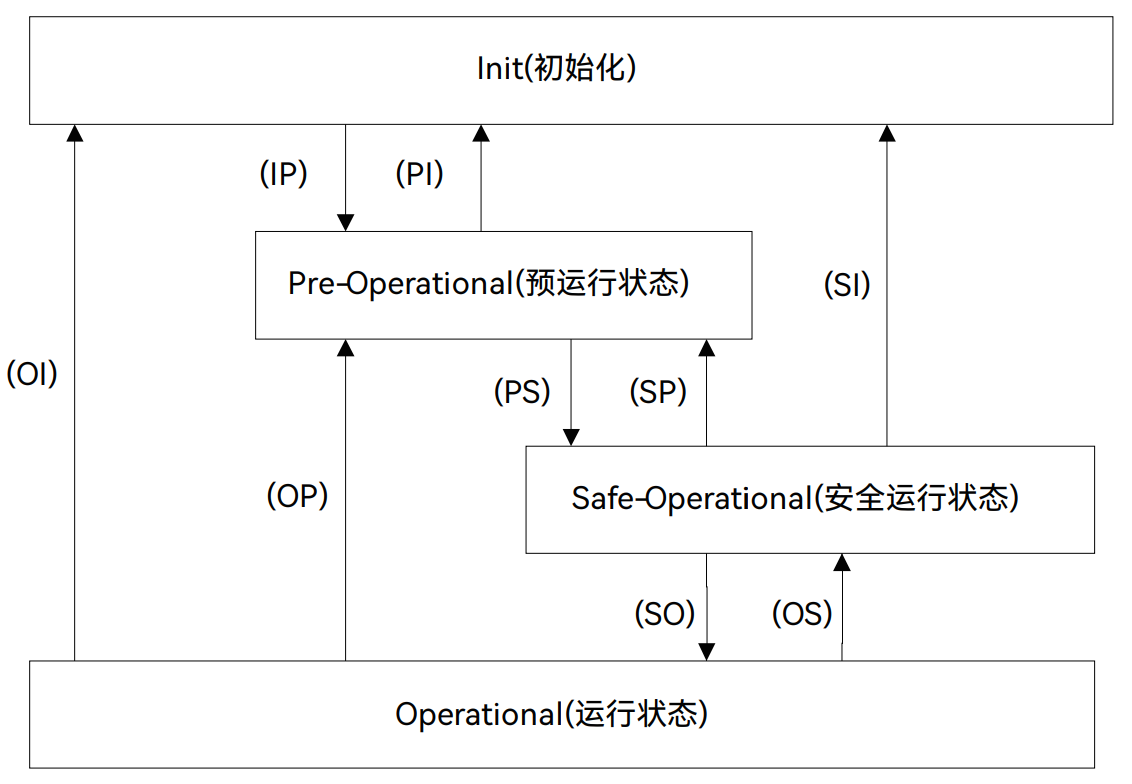 Init(初始化)
(IP)
(PI)
Pre-Operational(预运行状态)
(SI)
(OI)
(PS)
(SP)
(OP)
Safe-Operational(安全运行状态)
(SO)
(OS)
Operational(运行状态)